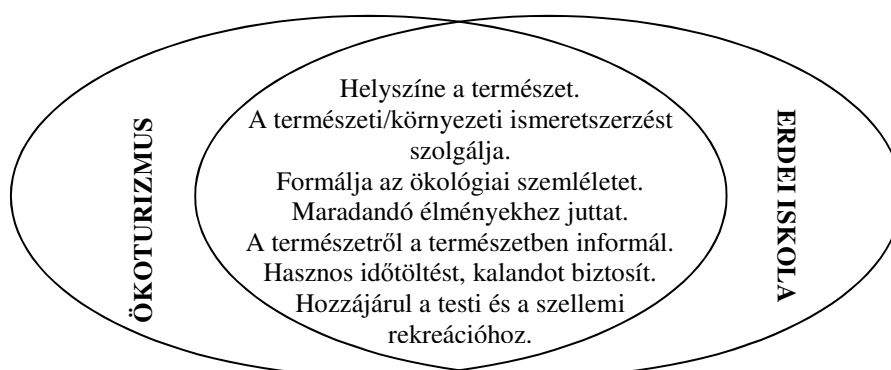 ÖKOTURIZMUS
Helyszíne a természet.
A természeti/környezeti ismeretszerzést
szolgálja.
Formálja az ökológiai szemléletet.
Maradandó élményekhez juttat.
A természetről a természetben informál.
Hasznos időtöltést, kalandot biztosít.
Hozzájárul a testi és a szellemi
rekreációhoz.
ERDEI ISKOLA